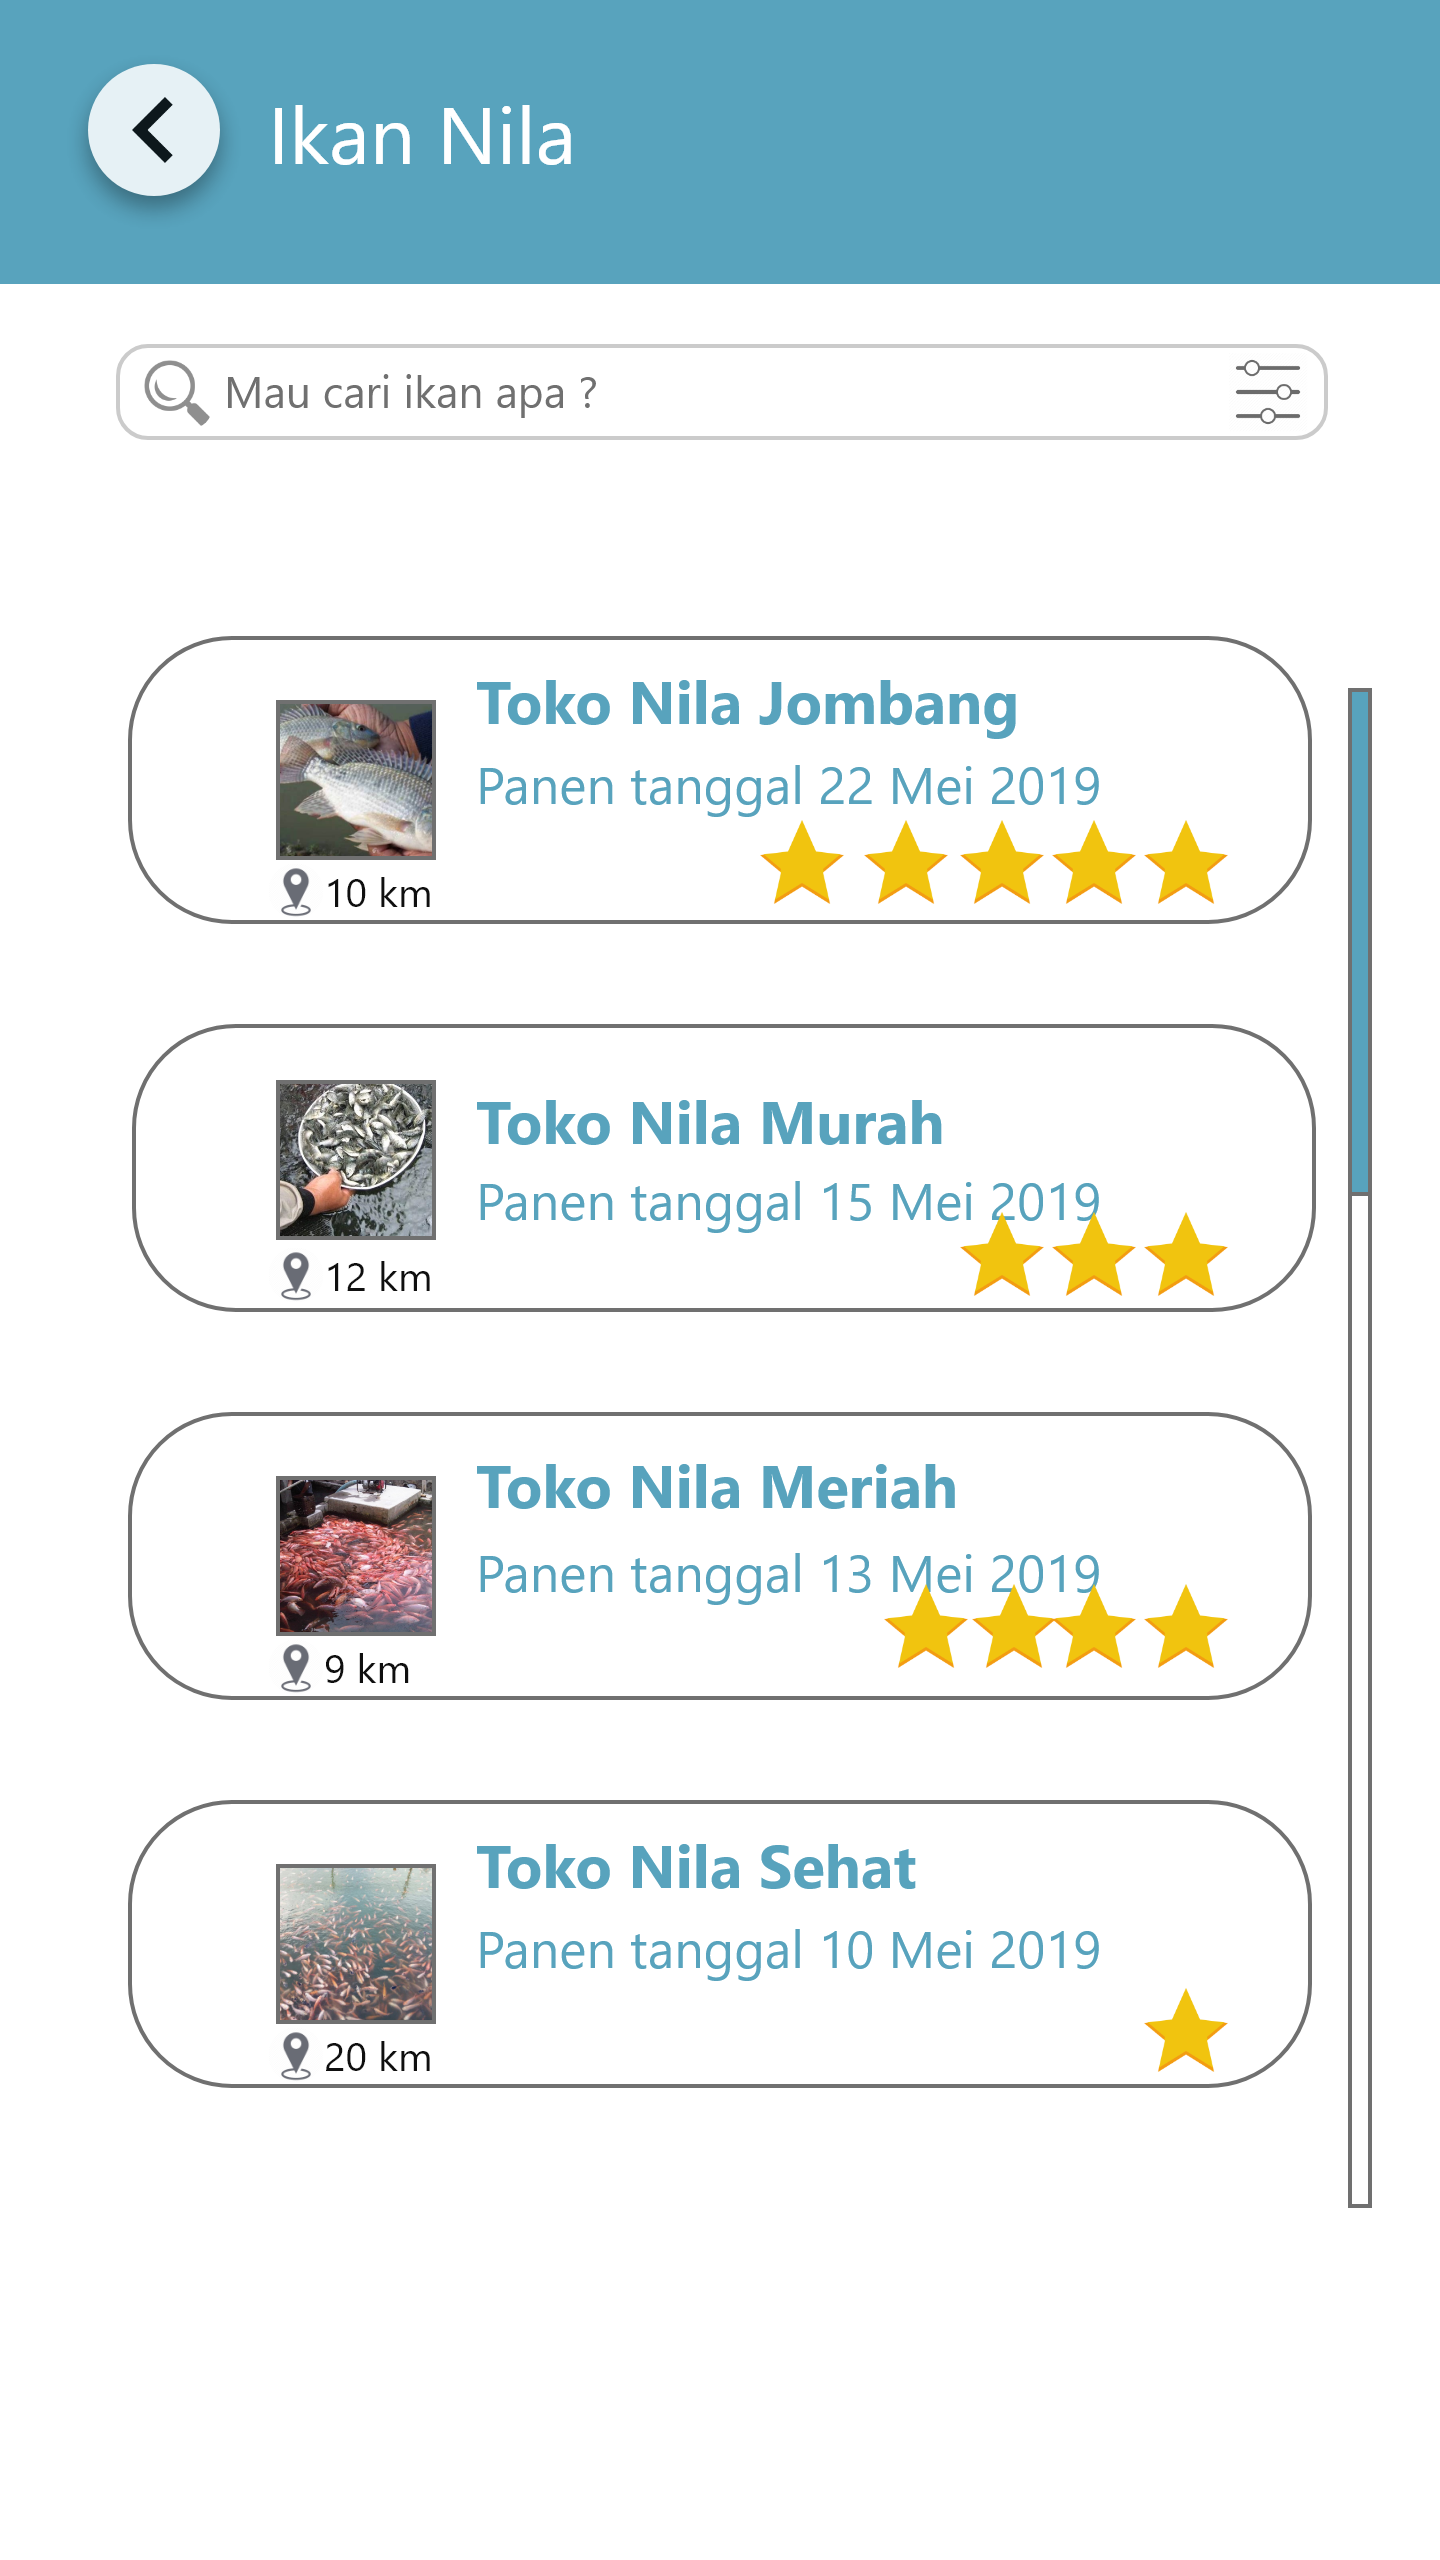 Ikan Nila
Mau cari ikan apa ?
Toko Nila Jombang
Panen tanggal 22 Mei 2019
10 km
Toko Nila Murah
Panen tanggal 15 Mei 2019
12 km
Toko Nila Meriah
Panen tanggal 13 Mei 2019
9 km
Toko Nila Sehat
Panen tanggal 10 Mei 2019
20 km